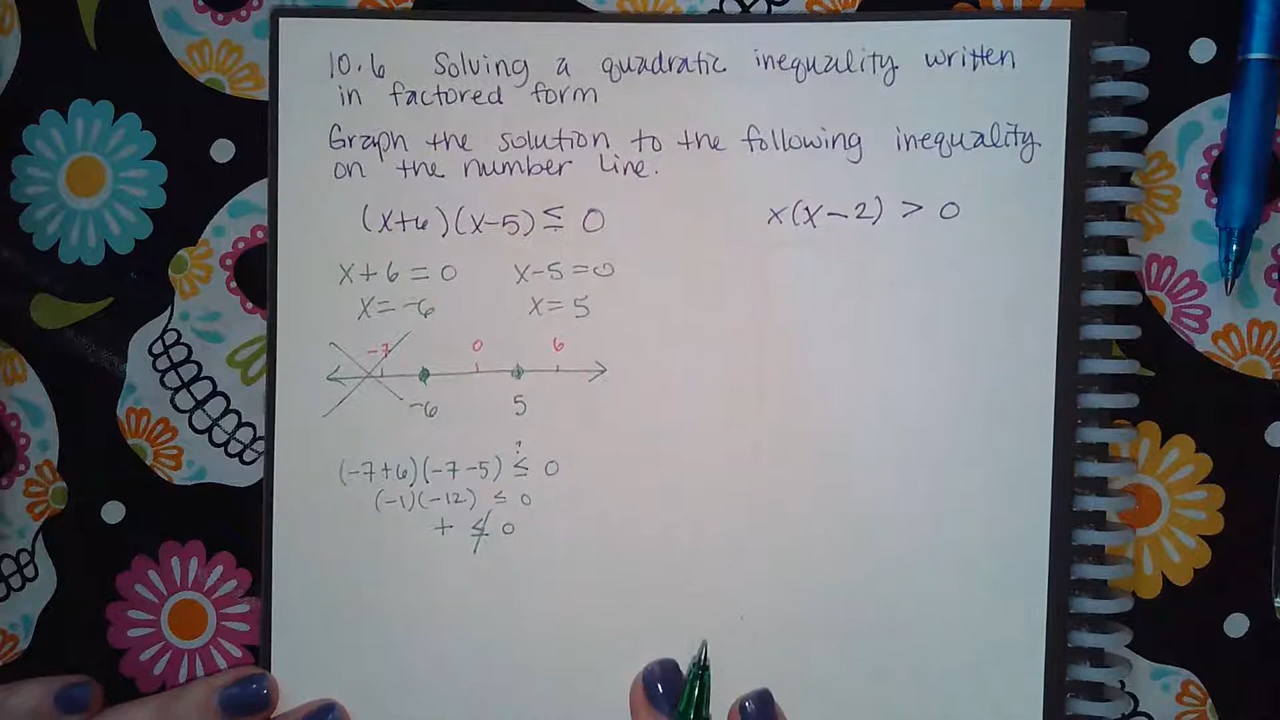 10.6 Solving a quadratic inequality written
in factored form
Graph the solution to the following inequality
on the number line.
(x+6)(x-5) ≤ 0
x+6=0 x-5=0
x=-6 x=5
-7 0 6
-6 5
(-7+6)(-7-5) ≤ 0
?
(-1)(-12) ≤ 0
+ ≰ 0
x(x-2) > 0